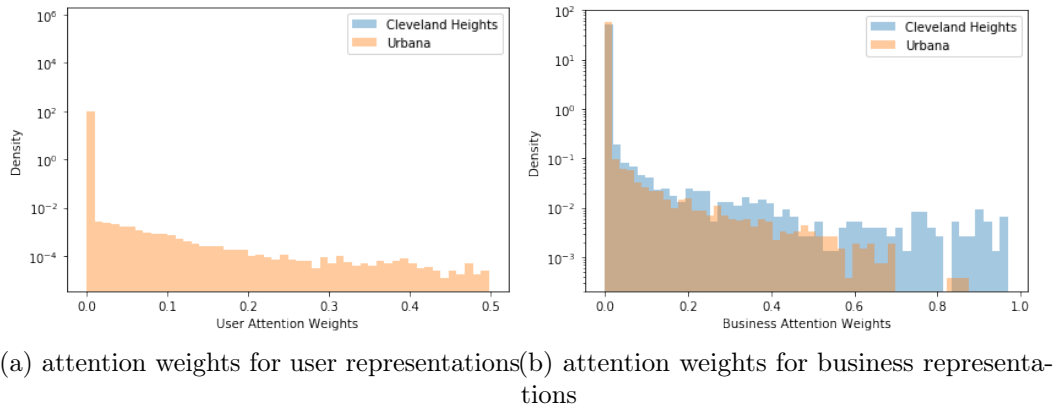 10^6
10^4
10^2
10^0
10^-2
10^-4
Density
Cleveland Heights
Urbana
0.0 0.1 0.2 0.3 0.4 0.5
User Attention Weights
10^2
10^1
10^0
10^-1
10^-2
10^-3
Density
Cleveland Heights
Urbana
0.0 0.2 0.4 0.6 0.8 1.0
Business Attention Weights
(a) attention weights for user representations
(b) attention weights for business representa-
tions